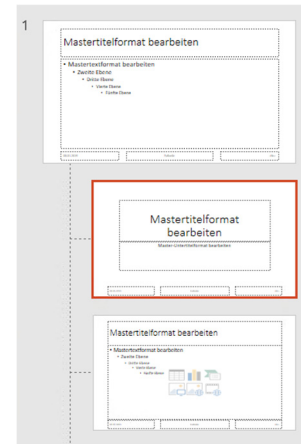 1
Mastertitelformat bearbeiten
• Mastertextformat bearbeiten
• Zweite Ebene
• Dritte Ebene
• Vierte Ebene
• Fünfte Ebene
Mastertitelformat
bearbeiten
Master-Untertitelformat bearbeiten
Mastertitelformat bearbeiten
• Mastertextformat bearbeiten
• Zweite Ebene
• Dritte Ebene
• Vierte Ebene
• Fünfte Ebene